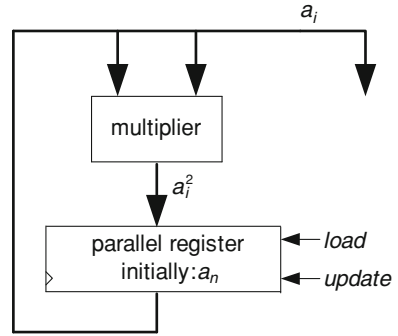 a_i
multiplier
a_i^2
parallel register
initially: a_n
load
update